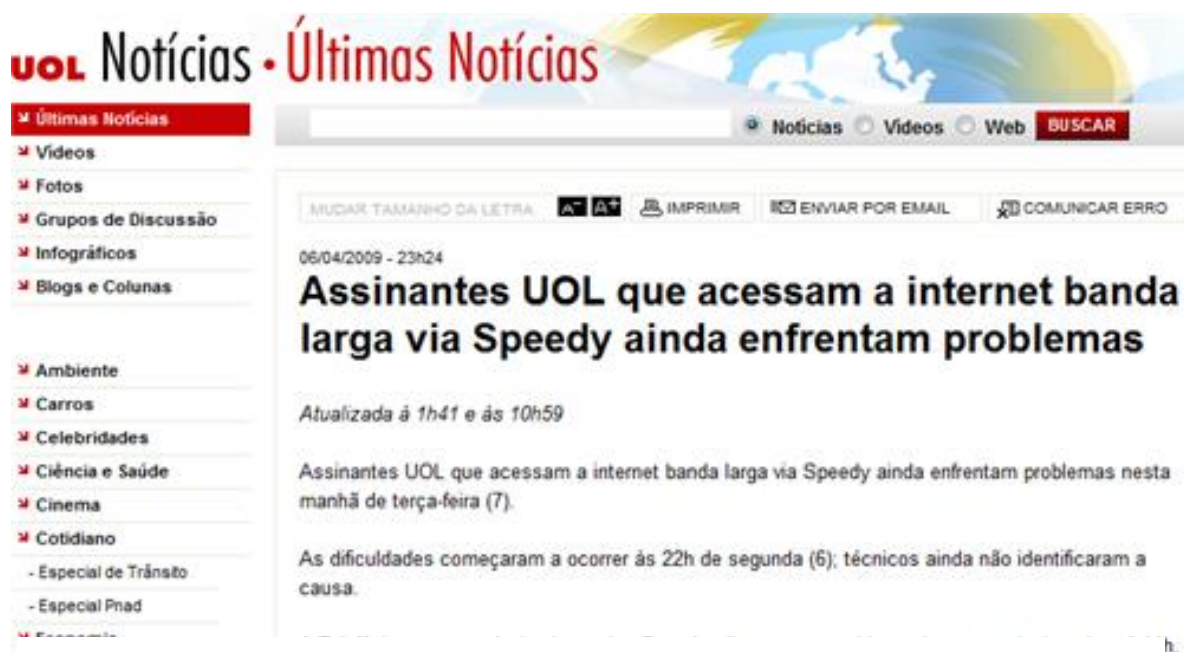 UOL Notícias • Últimas Notícias
Últimas Notícias
Vídeos
Fotos
Grupos de Discussão
Infográficos
Blogs e Colunas
Ambiente
Carros
Celebridades
Ciência e Saúde
Cinema
Cotidiano
- Especial de Trânsito
- Especial Pnad
Notícias Vídeos Web BUSCAR
MUDAR TAMANHO DA LETRA A- A+ IMPRIMIR ENVIAR POR EMAIL COMUNICAR ERRO
06/04/2009 - 23h24
Assinantes UOL que acessam a internet banda
larga via Speedy ainda enfrentam problemas
Atualizada à 1h41 e às 10h59
Assinantes UOL que acessam a internet banda larga via Speedy ainda enfrentam problemas nesta
manhã de terça-feira (7).
As dificuldades começaram a ocorrer às 22h de segunda (6); técnicos ainda não identificaram a
causa.
h.